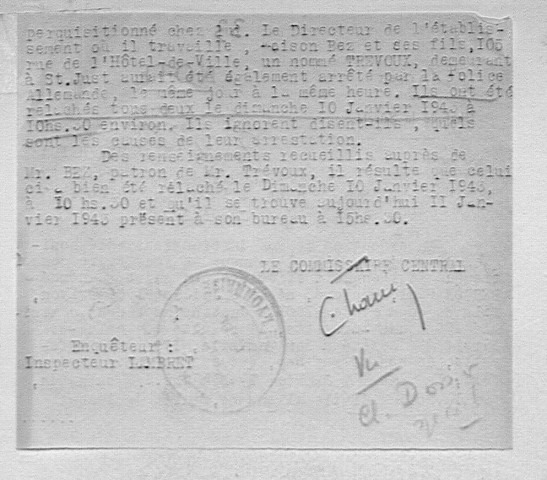 perquisitionné chez lui. Le Directeur de l'établis-
sement où il travaille, Maison Bez et ses fils, 105
rue de l'Hôtel-de-Ville, un nommé TREVOUX, demeurant
à St.Just aurait été également arrêté par la Police
Allemande, le même jour à la même heure. Ils ont été
relâchés tous deux le dimanche 10 Janvier 1943 à
10hs.30 environ. Ils ignorent disent-ils, quels
sont les causes de leur arrestation.
Des renseignements recueillis auprès de
Mr. BEZ, patron de Mr. Trévoux, il résulte que celui
ci a bien été relâché le Dimanche 10 Janvier 1943,
à 10 hs.30 et qu'il se trouve aujourd'hui 11 Jan-
vier 1943 présent à son bureau à 15hs.30.
LE COMMISSAIRE CENTRAL
Enquêteur :
Inspecteur LAMBERT
Vu
Cl. Dossier